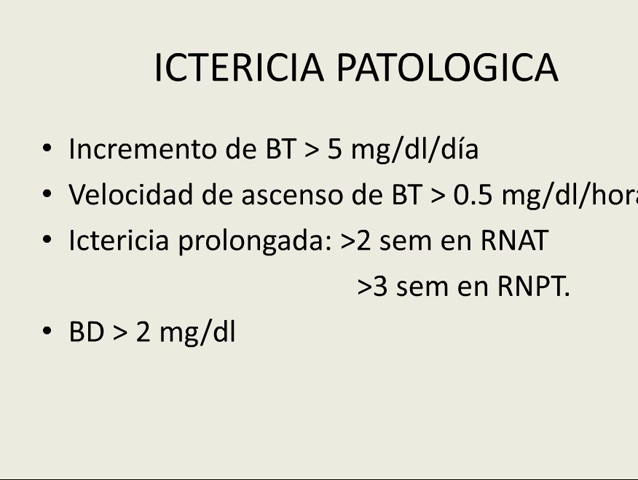 ICTERICIA PATOLOGICA
• Incremento de BT > 5 mg/dl/día
• Velocidad de ascenso de BT > 0.5 mg/dl/hora
• Ictericia prolongada: >2 sem en RNAT
>3 sem en RNPT.
• BD > 2 mg/dl